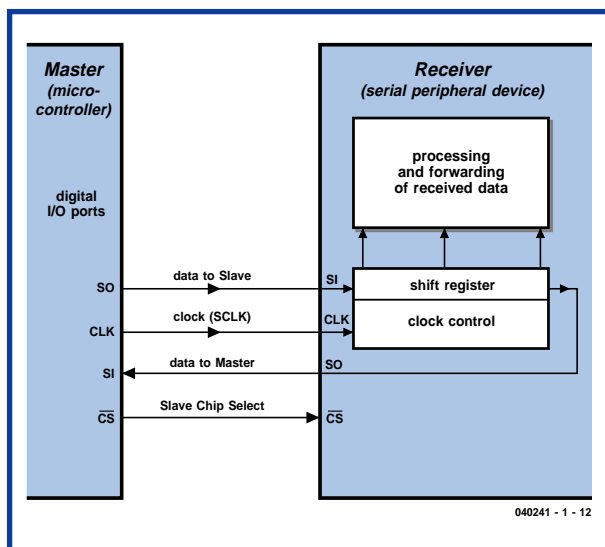 Master
(micro-
controller)
digital
I/O ports
SO
CLK
SI
C̅S̅
data to Slave
clock (SCLK)
data to Master
Slave Chip Select
Receiver
(serial peripheral device)
processing
and forwarding
of received data
SI
shift register
CLK
clock control
SO
C̅S̅
040241 - 1 - 12